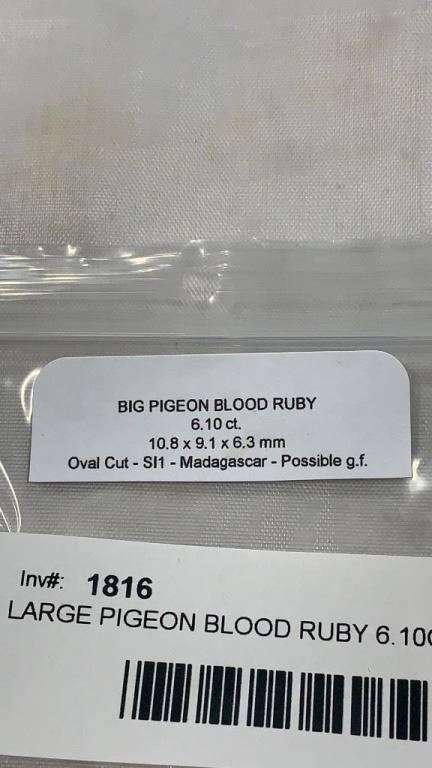 BIG PIGEON BLOOD RUBY
6.10 ct.
10.8 x 9.1 x 6.3 mm
Oval Cut - SI1 - Madagascar - Possible g.f.
Inv#: 1816
LARGE PIGEON BLOOD RUBY 6.10